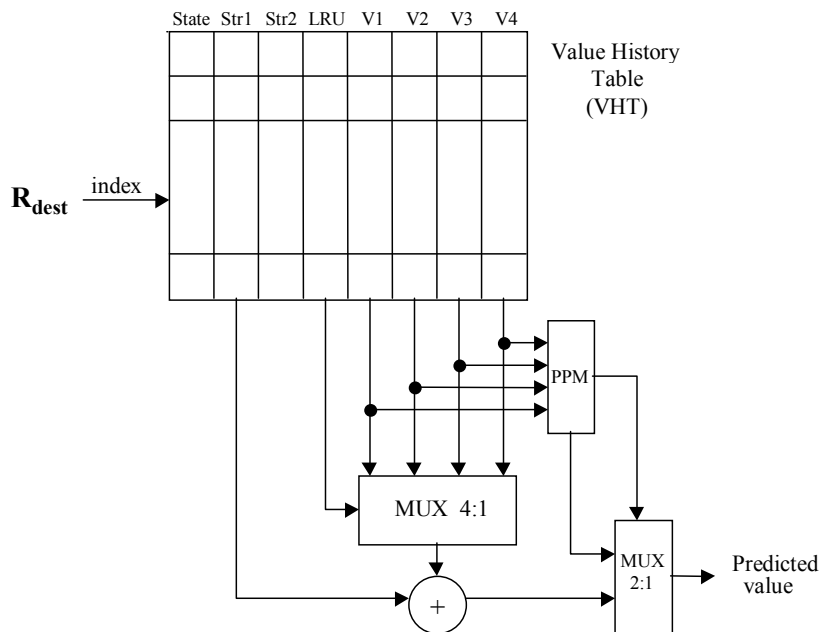 State Str1 Str2 LRU V1 V2 V3 V4
Value History
Table
(VHT)
R_dest index
PPM
MUX 4:1
MUX
2:1
Predicted
value
+